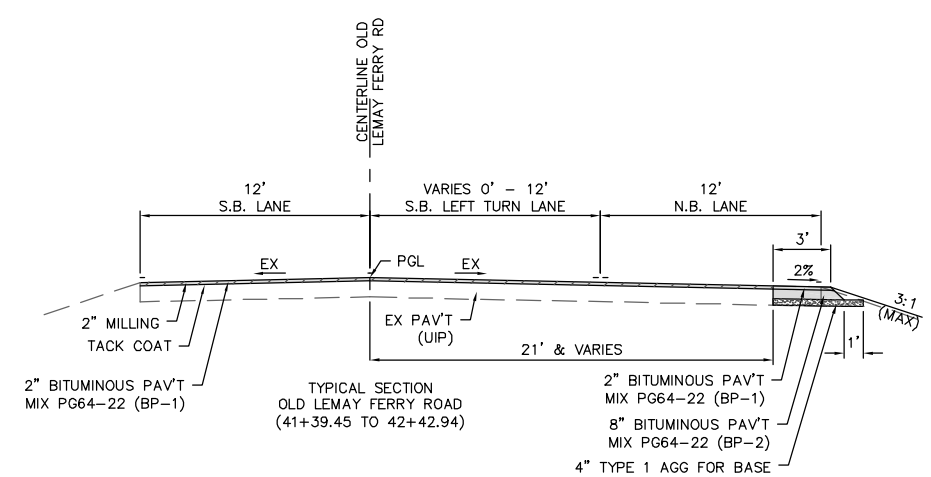 CENTERLINE OLD
LEMAY FERRY RD
12'
S.B. LANE
VARIES 0' - 12'
S.B. LEFT TURN LANE
12'
N.B. LANE
3'
EX
PGL
EX
2%
3:1
(MAX)
2" MILLING
TACK COAT
EX PAV'T
(UIP)
1'
21' & VARIES
2" BITUMINOUS PAV'T
MIX PG64-22 (BP-1)
TYPICAL SECTION
OLD LEMAY FERRY ROAD
(41+39.45 TO 42+42.94)
2" BITUMINOUS PAV'T
MIX PG64-22 (BP-1)
8" BITUMINOUS PAV'T
MIX PG64-22 (BP-2)
4" TYPE 1 AGG FOR BASE